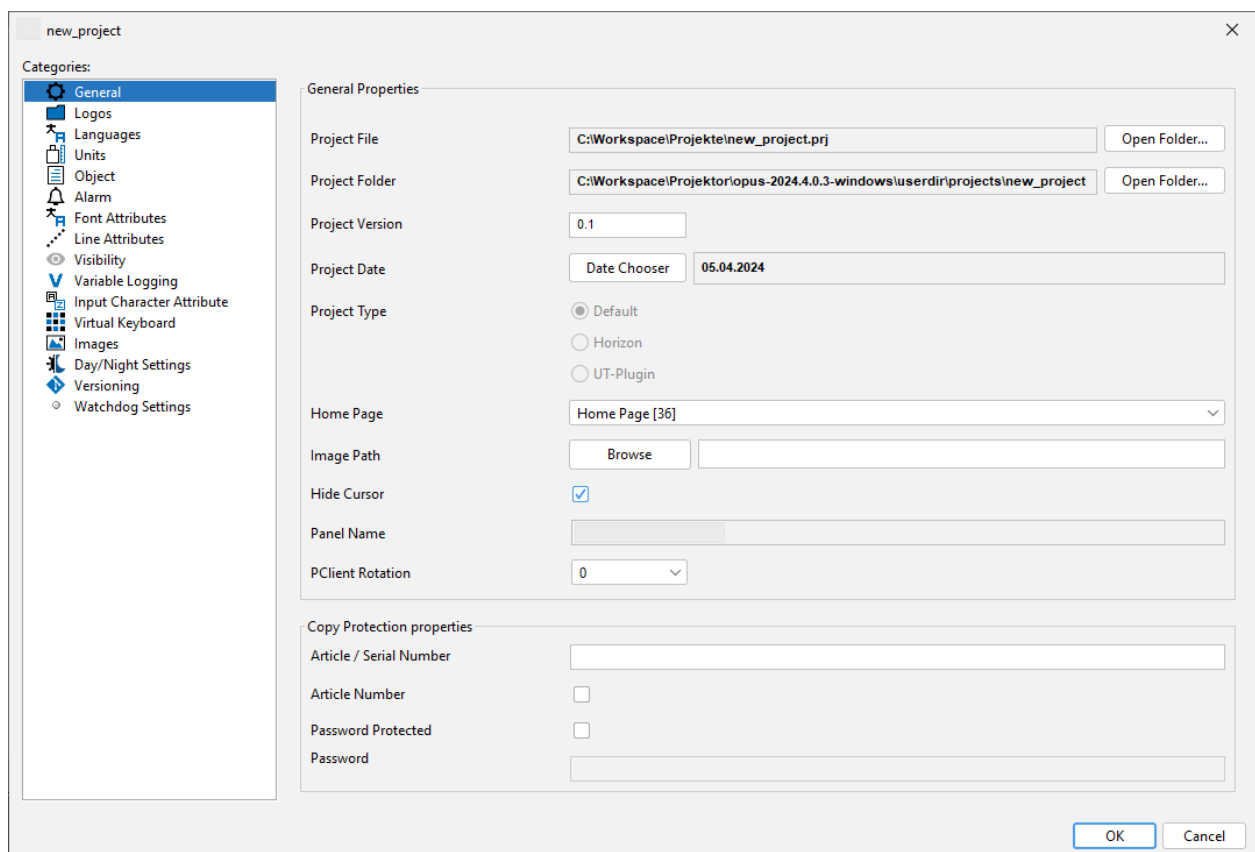 new_project
Categories:
General
Logos
Languages
Units
Object
Alarm
Font Attributes
Line Attributes
Visibility
Variable Logging
Input Character Attribute
Virtual Keyboard
Images
Day/Night Settings
Versioning
Watchdog Settings
General Properties
Project File C:\Workspace\Projekte\new_project.prj Open Folder...
Project Folder C:\Workspace\Projektor\opus-2024.4.0.3-windows\userdir\projects\new_project Open Folder...
Project Version 0.1
Project Date Date Chooser 05.04.2024
Project Type Default
Horizon
UT-Plugin
Home Page Home Page [36]
Image Path Browse
Hide Cursor
Panel Name
PClient Rotation 0
Copy Protection properties
Article / Serial Number
Article Number
Password Protected
Password
OK Cancel